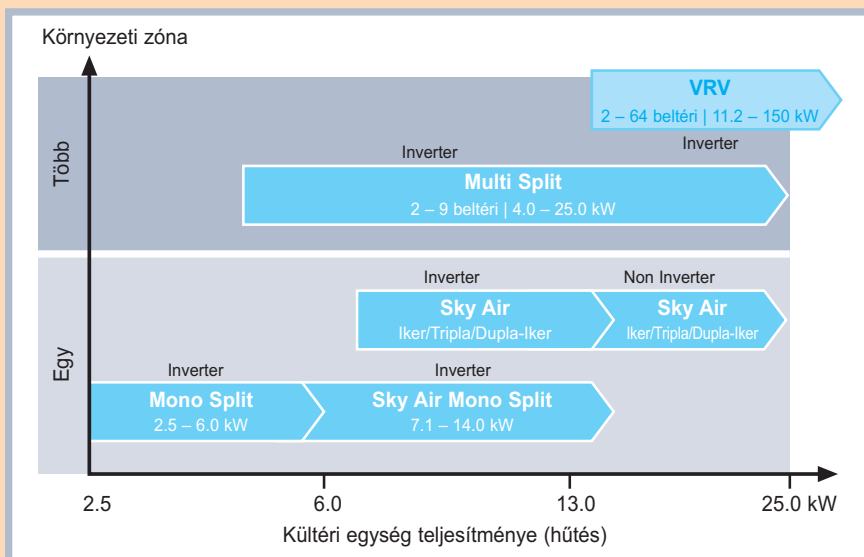 Környezeti zóna
VRV
2 – 64 beltéri | 11.2 – 150 kW
Inverter
Több
Inverter
Multi Split
2 – 9 beltéri | 4.0 – 25.0 kW
Inverter
Sky Air
Iker/Tripla/Dupla-Iker
Non Inverter
Sky Air
Iker/Tripla/Dupla-Iker
Egy
Inverter
Mono Split
2.5 – 6.0 kW
Inverter
Sky Air Mono Split
7.1 – 14.0 kW
2.5 6.0 13.0 25.0 kW
Kültéri egység teljesítménye (hűtés)